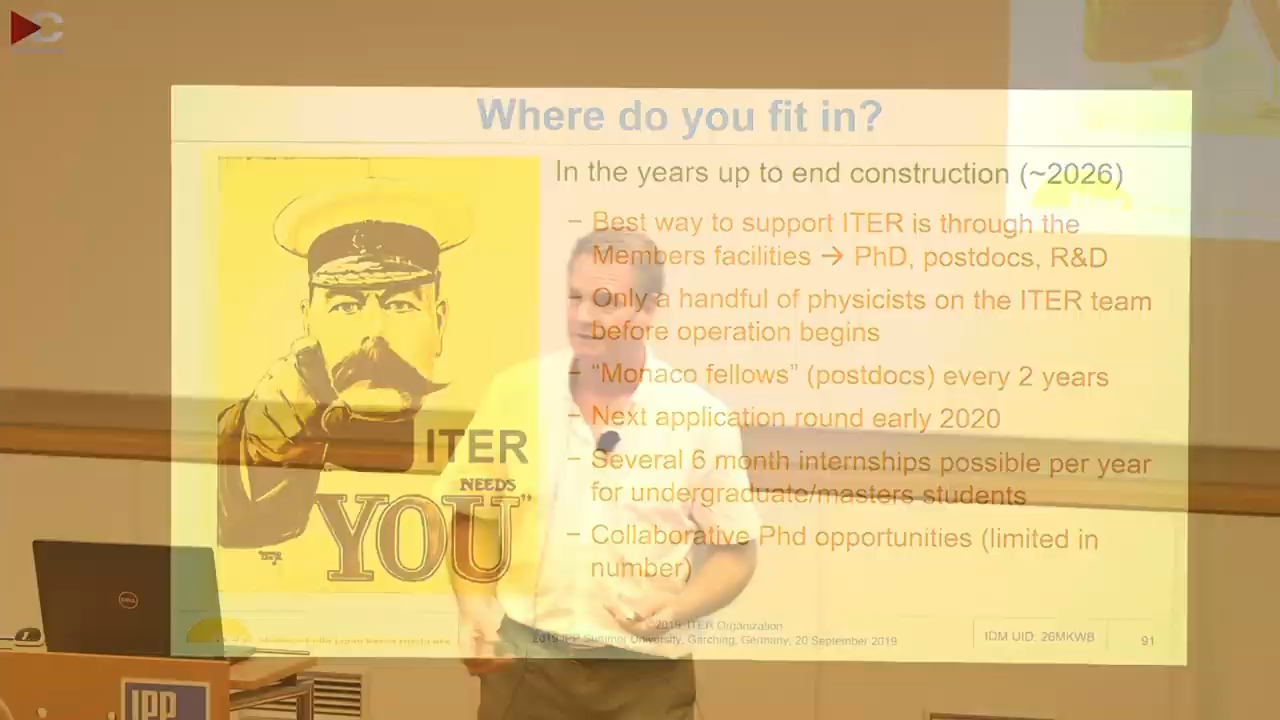 Where do you fit in?
In the years up to end construction (~2026)
– Best way to support ITER is through the
Members facilities → PhD, postdocs, R&D
– Only a handful of physicists on the ITER team
before operation begins
– “Monaco fellows” (postdocs) every 2 years
– Next application round early 2020
– Several 6 month internships possible per year
for undergraduate/masters students
– Collaborative Phd opportunities (limited in
number)
ITER
NEEDS
YOU”
©2019, ITER Organization
2019 IPP Summer University, Garching, Germany, 20 September 2019
IDM UID: 26MKWB
91
DELL
IPP